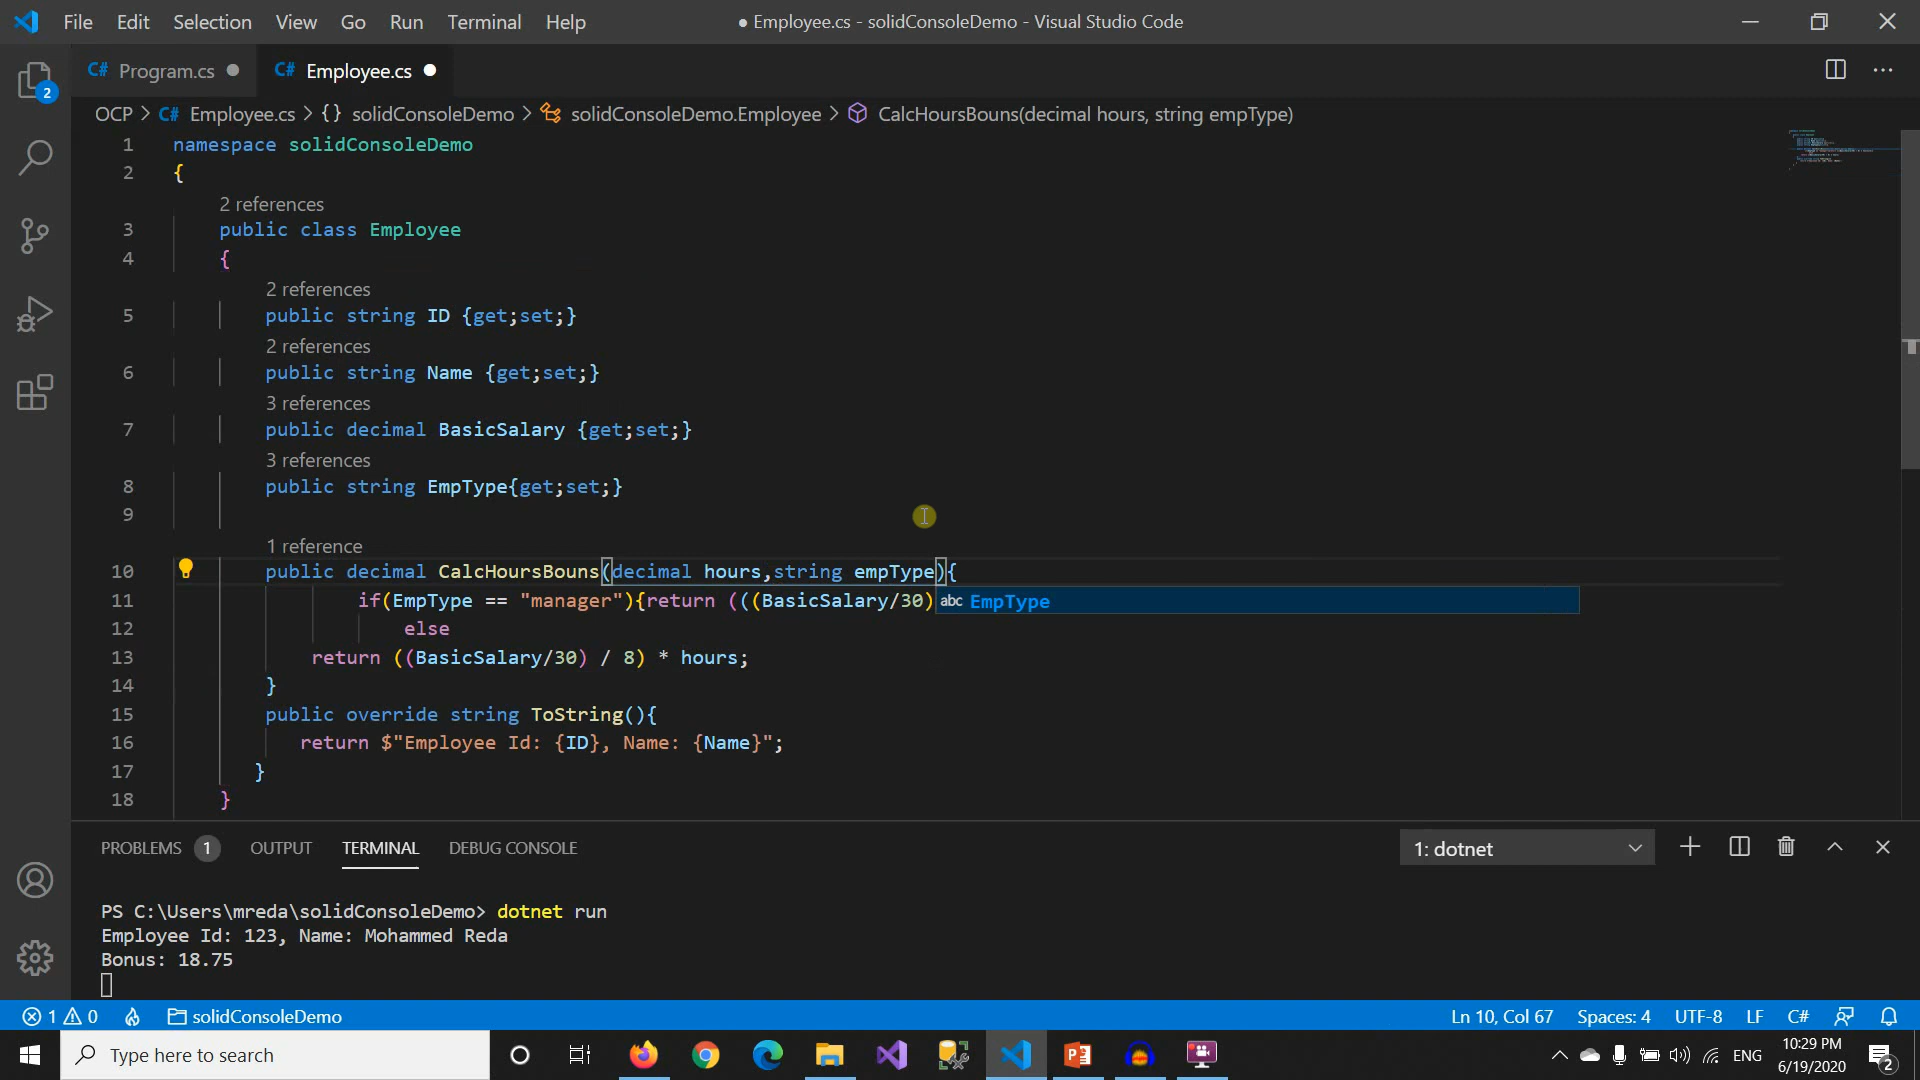 File Edit Selection View Go Run Terminal Help
● Employee.cs - solidConsoleDemo - Visual Studio Code
C# Program.cs ● C# Employee.cs ●
2
OCP > C# Employee.cs > {} solidConsoleDemo > solidConsoleDemo.Employee > CalcHoursBouns(decimal hours, string empType)
1 namespace solidConsoleDemo
2 {
2 references
3 public class Employee
4 {
2 references
5 public string ID {get;set;}
2 references
6 public string Name {get;set;}
3 references
7 public decimal BasicSalary {get;set;}
3 references
8 public string EmpType{get;set;}
9
1 reference
10 public decimal CalcHoursBouns(decimal hours,string empType){
11 if(EmpType == "manager"){return (((BasicSalary/30) abc EmpType
12 else
13 return ((BasicSalary/30) / 8) * hours;
14 }
15 public override string ToString(){
16 return $"Employee Id: {ID}, Name: {Name}";
17 }
18 }
PROBLEMS 1 OUTPUT TERMINAL DEBUG CONSOLE 1: dotnet
PS C:\Users\mreda\solidConsoleDemo> dotnet run
Employee Id: 123, Name: Mohammed Reda
Bonus: 18.75
1 0 solidConsoleDemo Ln 10, Col 67 Spaces: 4 UTF-8 LF C#
Type here to search ENG 10:29 PM
6/19/2020 2